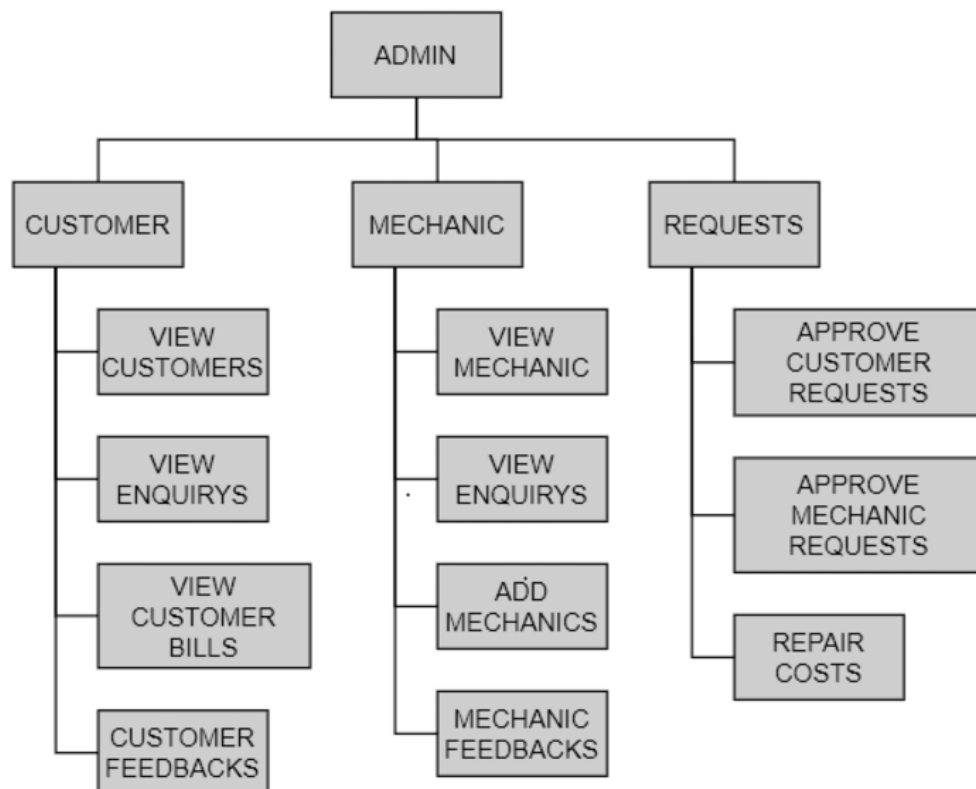 ADMIN
CUSTOMER
MECHANIC
REQUESTS
VIEW
CUSTOMERS
VIEW
ENQUIRYS
VIEW
CUSTOMER
BILLS
CUSTOMER
FEEDBACKS
VIEW
MECHANIC
VIEW
ENQUIRYS
ADD
MECHANICS
MECHANIC
FEEDBACKS
APPROVE
CUSTOMER
REQUESTS
APPROVE
MECHANIC
REQUESTS
REPAIR
COSTS